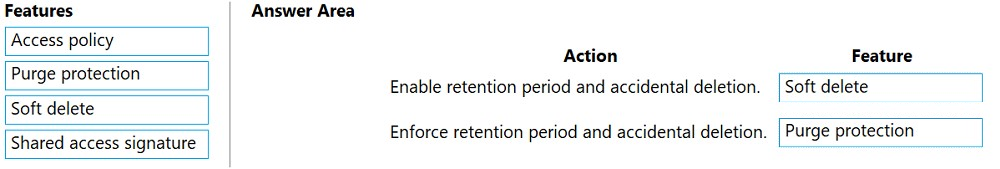 Features
Access policy
Purge protection
Soft delete
Shared access signature
Answer Area
Action Feature
Enable retention period and accidental deletion. Soft delete
Enforce retention period and accidental deletion. Purge protection